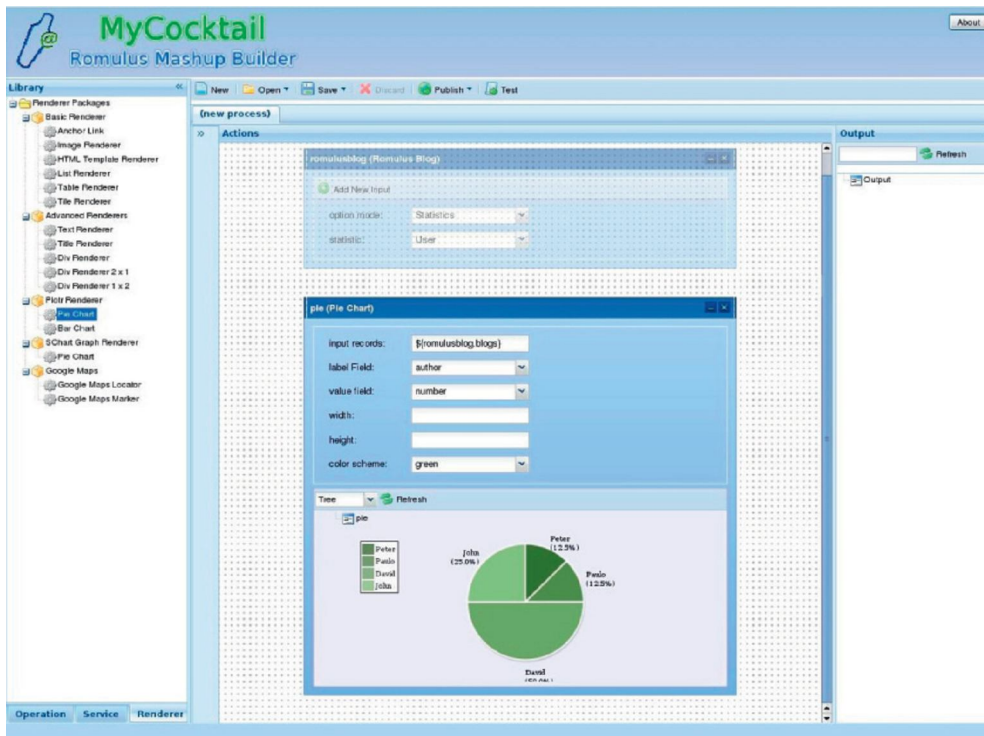 MyCocktail
Romulus Mashup Builder
About
Library
New
Open
Save
Discard
Publish
Test
Renderer Packages
Basic Renderer
Anchor Link
Image Renderer
HTML Template Renderer
List Renderer
Table Renderer
Tile Renderer
Advanced Renderers
Text Renderer
Title Renderer
Div Renderer
Div Renderer 2 x 1
Div Renderer 1 x 2
Plotr Renderer
Pie Chart
Bar Chart
SChart Graph Renderer
Pie Chart
Google Maps
Google Maps Locator
Google Maps Marker
Operation
Service
Renderer
(new process)
Actions
romulusblog (Romulus Blog)
Add New Input
option mode: Statistics
statistic: User
pie (Pie Chart)
input records: ${romulusblog.blogs}
label Field: author
value field: number
width:
height:
color scheme: green
Tree
Refresh
pie
Peter
Paulo
David
John
Peter
(12.5%)
John
(25.0%)
Paulo
(12.5%)
David
(50.0%)
Output
Refresh
Output